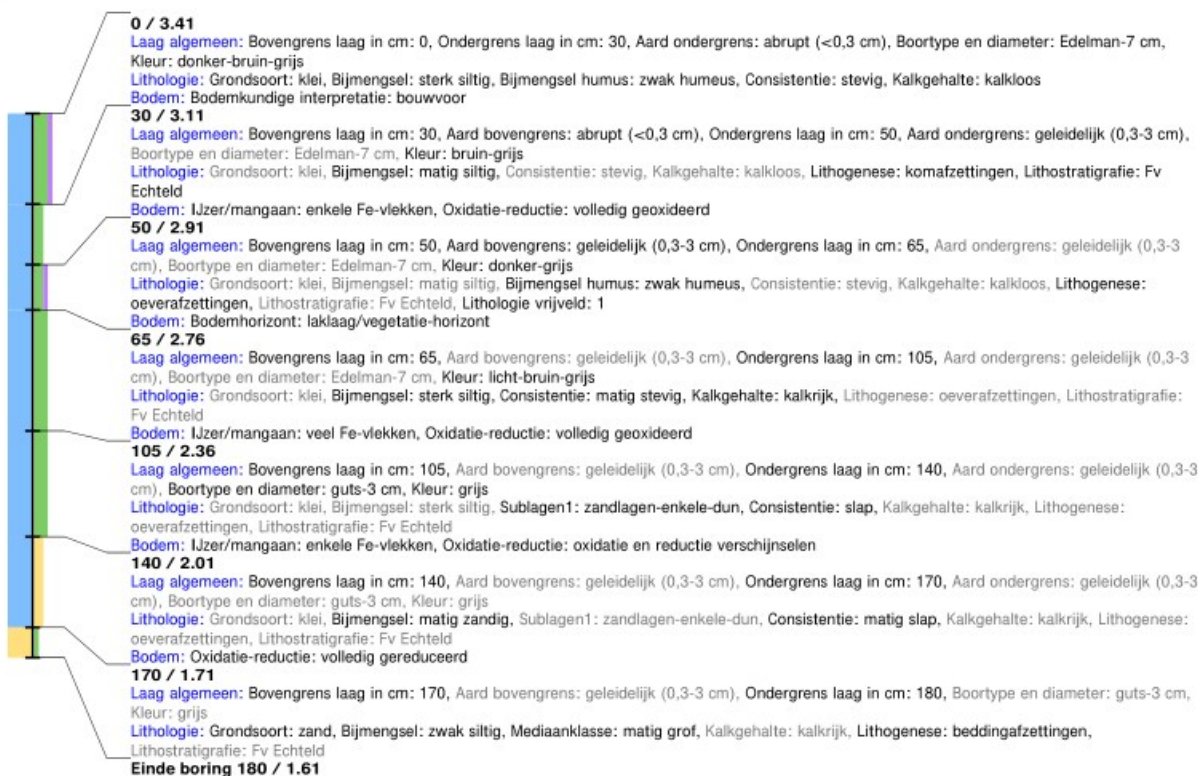 0 / 3.41
Laag algemeen: Bovengrens laag in cm: 0, Ondergrens laag in cm: 30, Aard ondergrens: abrupt (<0,3 cm), Boortype en diameter: Edelman-7 cm,
Kleur: donker-bruin-grijs
Lithologie: Grondsoort: klei, Bijmengsel: sterk siltig, Bijmengsel humus: zwak humeus, Consistentie: stevig, Kalkgehalte: kalkloos
Bodem: Bodemkundige interpretatie: bouwvoor
30 / 3.11
Laag algemeen: Bovengrens laag in cm: 30, Aard bovengrens: abrupt (<0,3 cm), Ondergrens laag in cm: 50, Aard ondergrens: geleidelijk (0,3-3 cm),
Boortype en diameter: Edelman-7 cm, Kleur: bruin-grijs
Lithologie: Grondsoort: klei, Bijmengsel: matig siltig, Consistentie: stevig, Kalkgehalte: kalkloos, Lithogenese: komafzettingen, Lithostratigrafie: Fv
Echteld
Bodem: IJzer/mangaan: enkele Fe-vlekken, Oxidatie-reductie: volledig geoxideerd
50 / 2.91
Laag algemeen: Bovengrens laag in cm: 50, Aard bovengrens: geleidelijk (0,3-3 cm), Ondergrens laag in cm: 65, Aard ondergrens: geleidelijk (0,3-3
cm), Boortype en diameter: Edelman-7 cm, Kleur: donker-grijs
Lithologie: Grondsoort: klei, Bijmengsel: matig siltig, Bijmengsel humus: zwak humeus, Consistentie: stevig, Kalkgehalte: kalkloos, Lithogenese:
oeverafzettingen, Lithostratigrafie: Fv Echteld, Lithologie vrijveld: 1
Bodem: Bodemhorizont: laklaag/vegetatie-horizont
65 / 2.76
Laag algemeen: Bovengrens laag in cm: 65, Aard bovengrens: geleidelijk (0,3-3 cm), Ondergrens laag in cm: 105, Aard ondergrens: geleidelijk (0,3-3
cm), Boortype en diameter: Edelman-7 cm, Kleur: licht-bruin-grijs
Lithologie: Grondsoort: klei, Bijmengsel: sterk siltig, Consistentie: matig stevig, Kalkgehalte: kalkrijk, Lithogenese: oeverafzettingen, Lithostratigrafie:
Fv Echteld
Bodem: IJzer/mangaan: veel Fe-vlekken, Oxidatie-reductie: volledig geoxideerd
105 / 2.36
Laag algemeen: Bovengrens laag in cm: 105, Aard bovengrens: geleidelijk (0,3-3 cm), Ondergrens laag in cm: 140, Aard ondergrens: geleidelijk (0,3-3
cm), Boortype en diameter: guts-3 cm, Kleur: grijs
Lithologie: Grondsoort: klei, Bijmengsel: sterk siltig, Sublagen1: zandlagen-enkele-dun, Consistentie: slap, Kalkgehalte: kalkrijk, Lithogenese:
oeverafzettingen, Lithostratigrafie: Fv Echteld
Bodem: IJzer/mangaan: enkele Fe-vlekken, Oxidatie-reductie: oxidatie en reductie verschijnselen
140 / 2.01
Laag algemeen: Bovengrens laag in cm: 140, Aard bovengrens: geleidelijk (0,3-3 cm), Ondergrens laag in cm: 170, Aard ondergrens: geleidelijk (0,3-3
cm), Boortype en diameter: guts-3 cm, Kleur: grijs
Lithologie: Grondsoort: klei, Bijmengsel: matig zandig, Sublagen1: zandlagen-enkele-dun, Consistentie: matig slap, Kalkgehalte: kalkrijk, Lithogenese:
oeverafzettingen, Lithostratigrafie: Fv Echteld
Bodem: Oxidatie-reductie: volledig gereduceerd
170 / 1.71
Laag algemeen: Bovengrens laag in cm: 170, Aard bovengrens: geleidelijk (0,3-3 cm), Ondergrens laag in cm: 180, Boortype en diameter: guts-3 cm,
Kleur: grijs
Lithologie: Grondsoort: zand, Bijmengsel: zwak siltig, Mediaanklasse: matig grof, Kalkgehalte: kalkrijk, Lithogenese: beddingafzettingen,
Lithostratigrafie: Fv Echteld
Einde boring 180 / 1.61